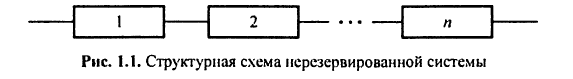 1 2 ... n
Рис. 1.1. Структурная схема нерезервированной системы